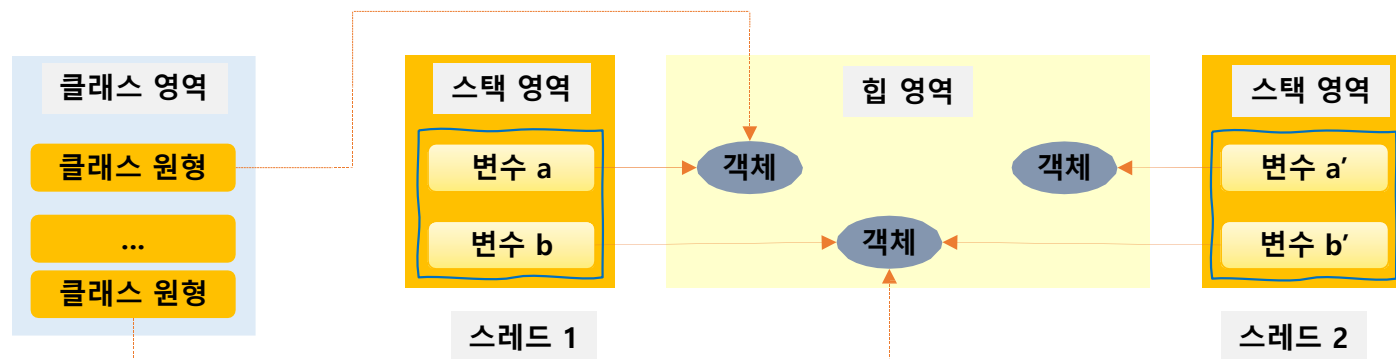 클래스 영역
클래스 원형
...
클래스 원형
스택 영역
변수 a
변수 b
스레드 1
힙 영역
객체
객체
객체
스택 영역
변수 a’
변수 b’
스레드 2